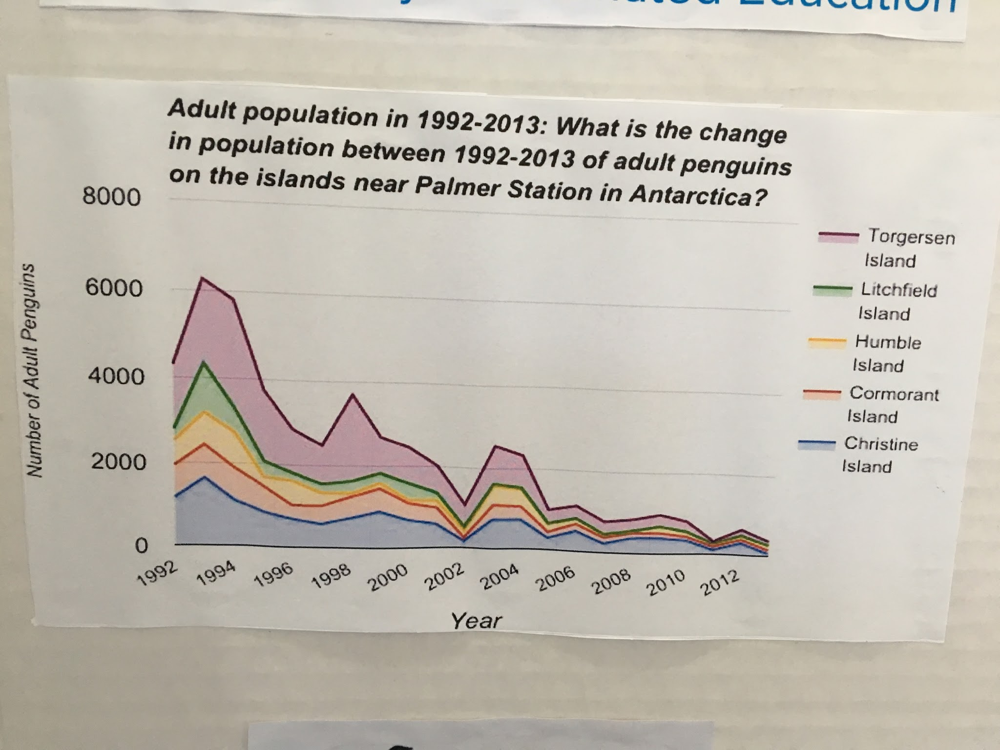 Education
Adult population in 1992-2013: What is the change
in population between 1992-2013 of adult penguins
on the islands near Palmer Station in Antarctica?
Number of Adult Penguins
8000
6000
4000
2000
0
1992
1994
1996
1998
2000
2002
2004
2006
2008
2010
2012
Year
Torgersen
Island
Litchfield
Island
Humble
Island
Cormorant
Island
Christine
Island